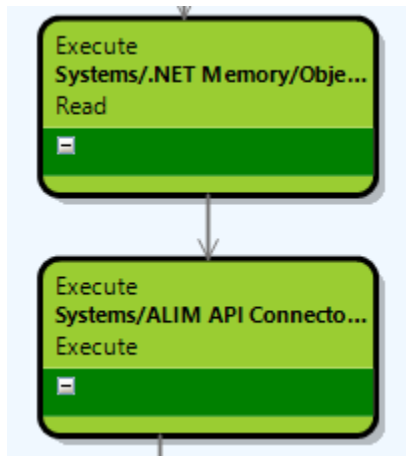 Execute
Systems/.NET Memory/Obje...
Read
Execute
Systems/ALIM API Connecto...
Execute